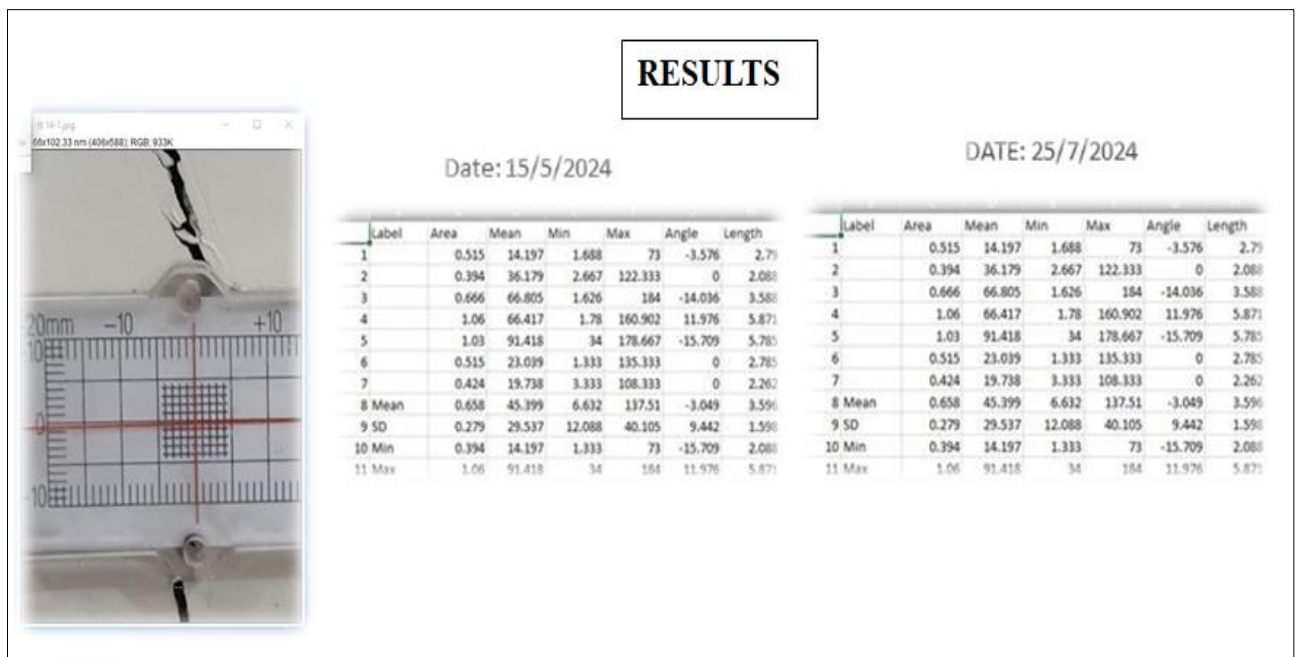 RESULTS
66x102.33 nm (406x588); RGB; 933K
20mm -10 +10
10
0
10
Date: 15/5/2024
Label Area Mean Min Max Angle Length
1 0.515 14.197 1.688 73 -3.576 2.79
2 0.394 36.179 2.667 122.333 0 2.088
3 0.666 66.805 1.626 184 -14.036 3.588
4 1.06 66.417 1.78 160.902 11.976 5.871
5 1.03 91.418 34 178.667 -15.709 5.785
6 0.515 23.039 1.333 135.333 0 2.785
7 0.424 19.738 3.333 108.333 0 2.262
8 Mean 0.658 45.399 6.632 137.51 -3.049 3.596
9 SD 0.279 29.537 12.088 40.105 9.442 1.598
10 Min 0.394 14.197 1.333 73 -15.709 2.088
11 Max 1.06 91.418 34 184 11.976 5.871
DATE: 25/7/2024
Label Area Mean Min Max Angle Length
1 0.515 14.197 1.688 73 -3.576 2.79
2 0.394 36.179 2.667 122.333 0 2.088
3 0.666 66.805 1.626 184 -14.036 3.588
4 1.06 66.417 1.78 160.902 11.976 5.871
5 1.03 91.418 34 178.667 -15.709 5.785
6 0.515 23.039 1.333 135.333 0 2.785
7 0.424 19.738 3.333 108.333 0 2.262
8 Mean 0.658 45.399 6.632 137.51 -3.049 3.596
9 SD 0.279 29.537 12.088 40.105 9.442 1.598
10 Min 0.394 14.197 1.333 73 -15.709 2.088
11 Max 1.06 91.418 34 184 11.976 5.871